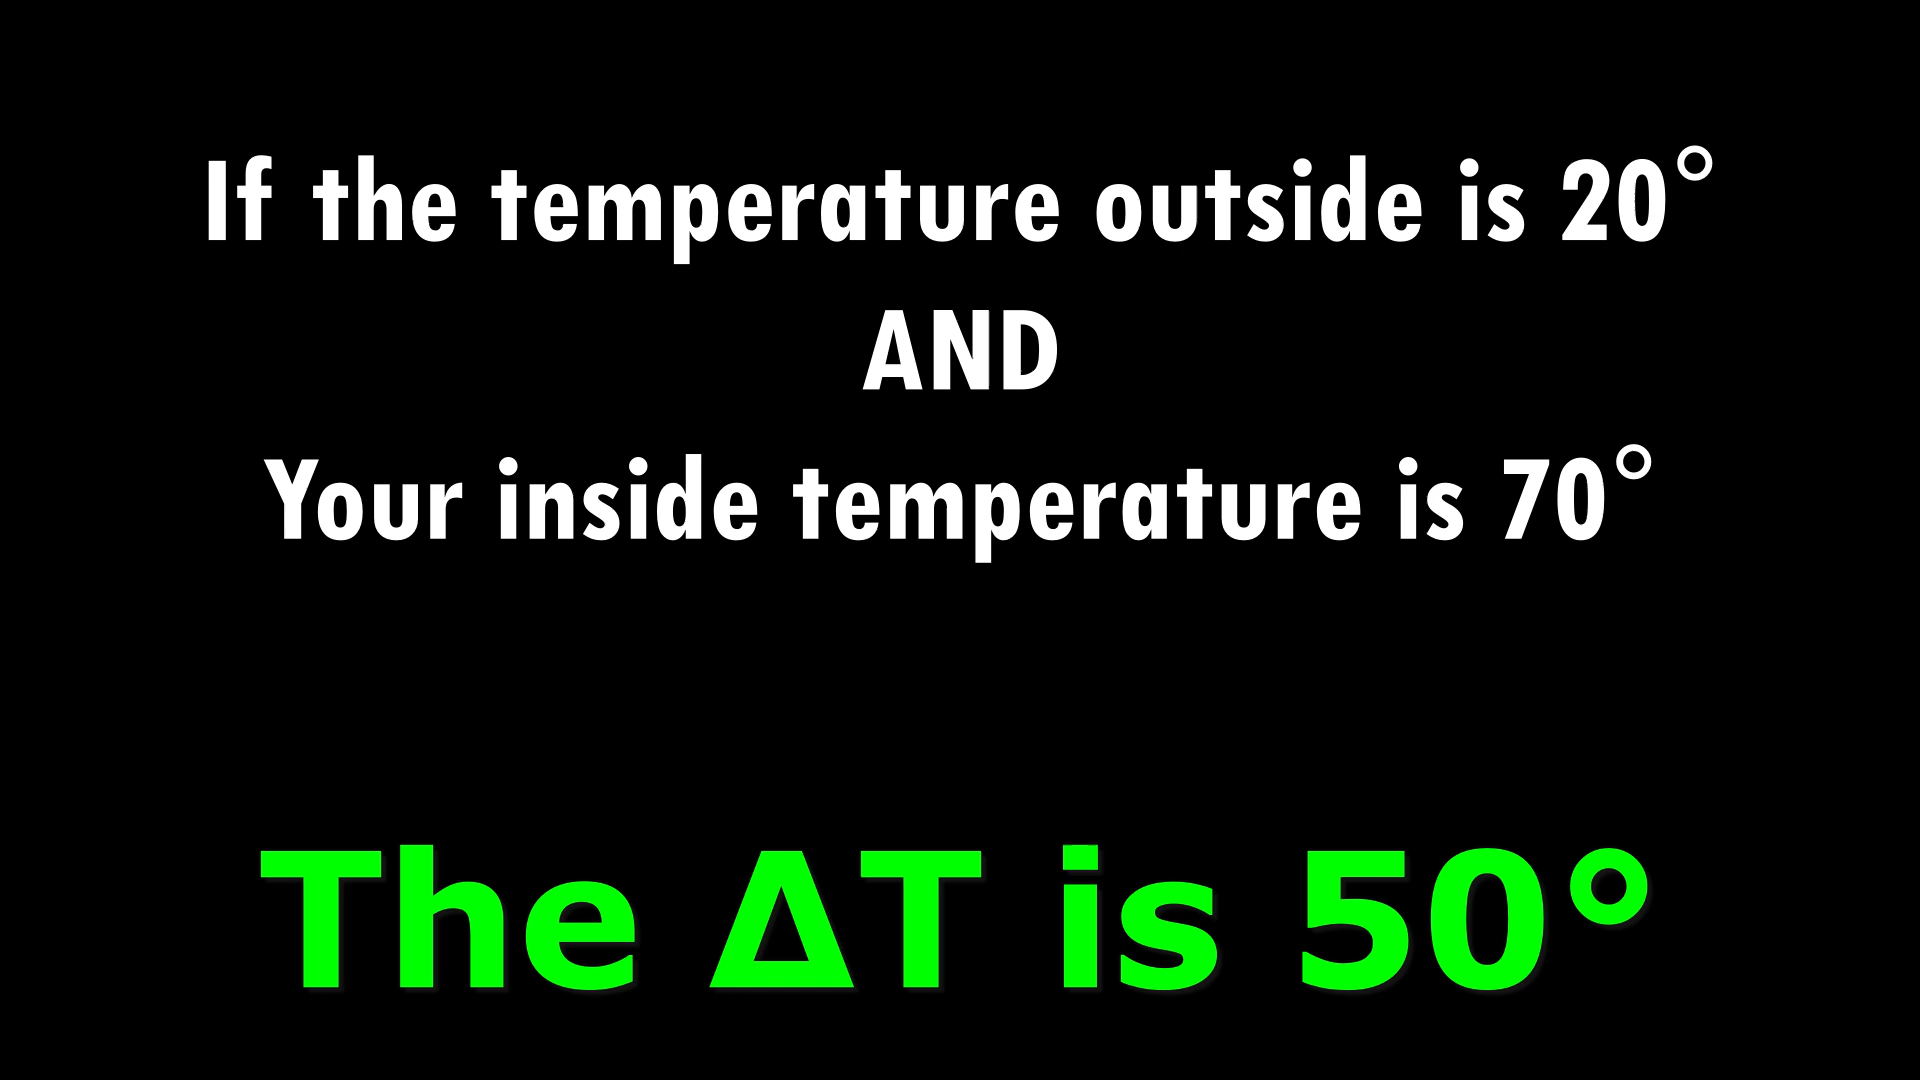 If the temperature outside is 20°
AND
Your inside temperature is 70°
The ΔT is 50°